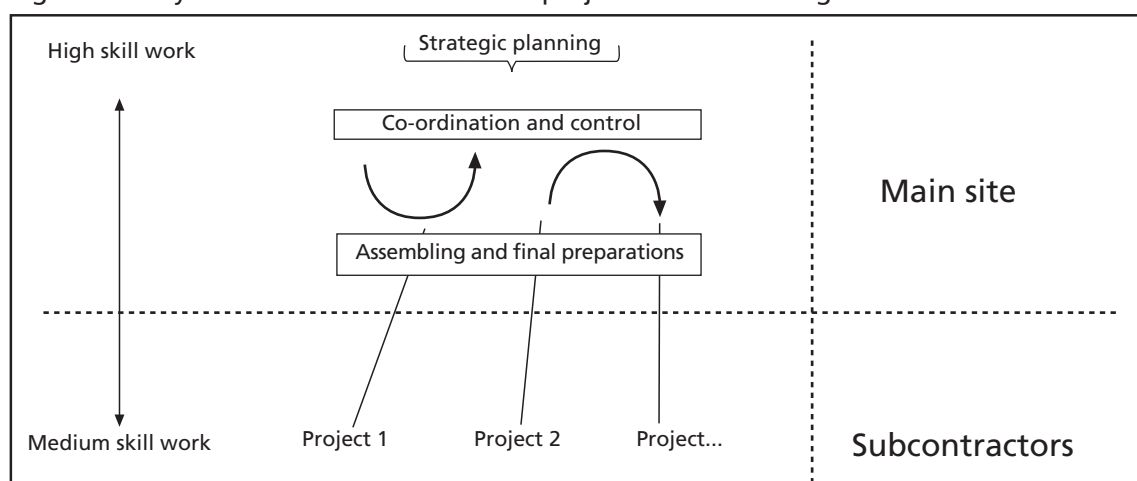 High skill work
Strategic planning
Co-ordination and control
Main site
Assembling and final preparations
Medium skill work
Project 1
Project 2
Project...
Subcontractors